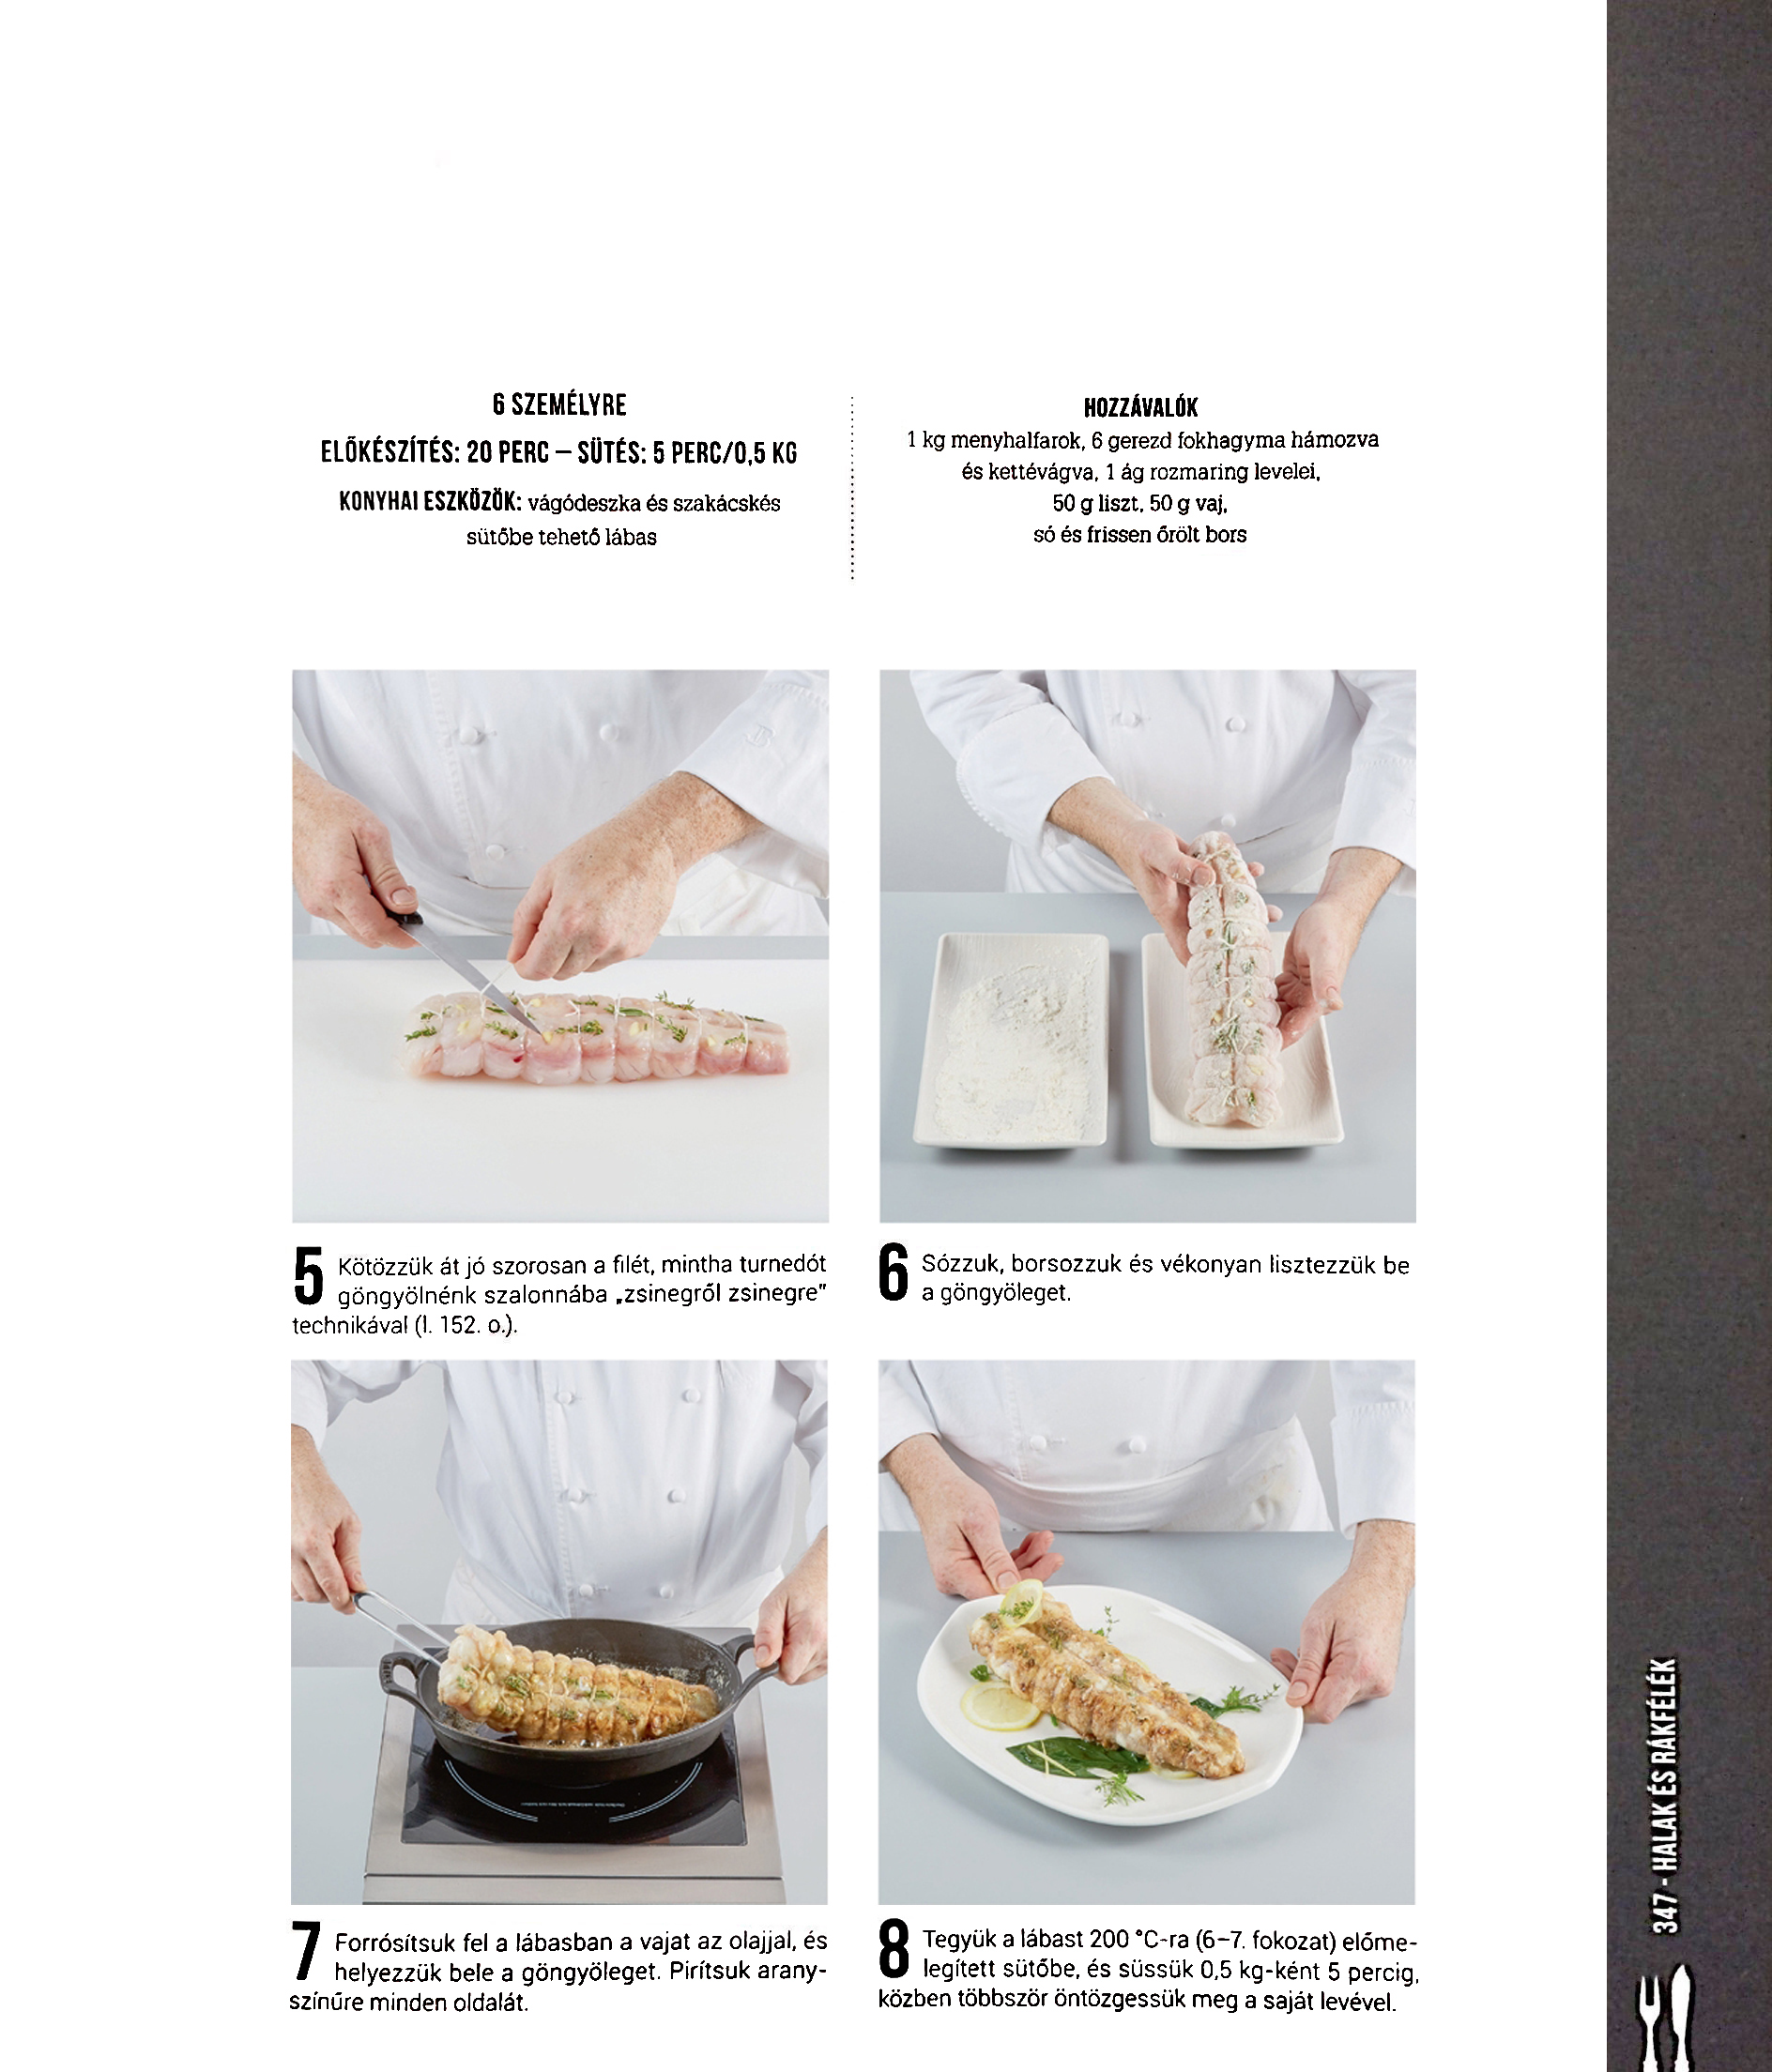 6 SZEMÉLYRE
ELŐKÉSZÍTÉS: 20 PERC – SÜTÉS: 5 PERC/0,5 KG
KONYHAI ESZKÖZÖK: vágódeszka és szakácskés
sütőbe tehető lábas
HOZZÁVALÓK
1 kg menyhalfarok, 6 gerezd fokhagyma hámozva
és kettévágva, 1 ág rozmaring levelei,
50 g liszt, 50 g vaj,
só és frissen őrölt bors
5 Kötözzük át jó szorosan a filét, mintha turnedót
göngyölnénk szalonnába „zsinegről zsinegre"
technikával (l. 152. o.).
6 Sózzuk, borsozzuk és vékonyan lisztezzük be
a göngyöleget.
7 Forrósítsuk fel a lábasban a vajat az olajjal, és
helyezzük bele a göngyöleget. Pirítsuk arany-
színűre minden oldalát.
8 Tegyük a lábast 200 °C-ra (6–7. fokozat) előme-
legített sütőbe, és süssük 0,5 kg-ként 5 percig,
közben többször öntözgessük meg a saját levével.
347 - HALAK ÉS RÁKFÉLÉK